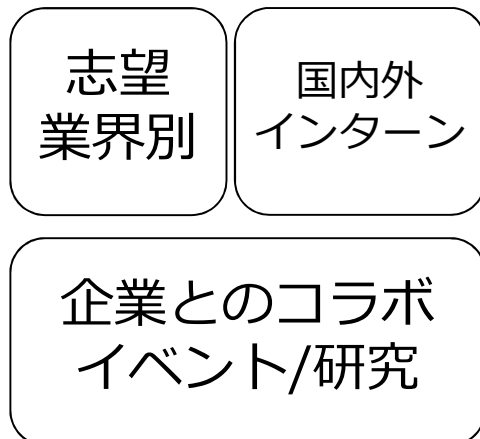 志望
業界別
国内外
インターン
企業とのコラボ
イベント/研究